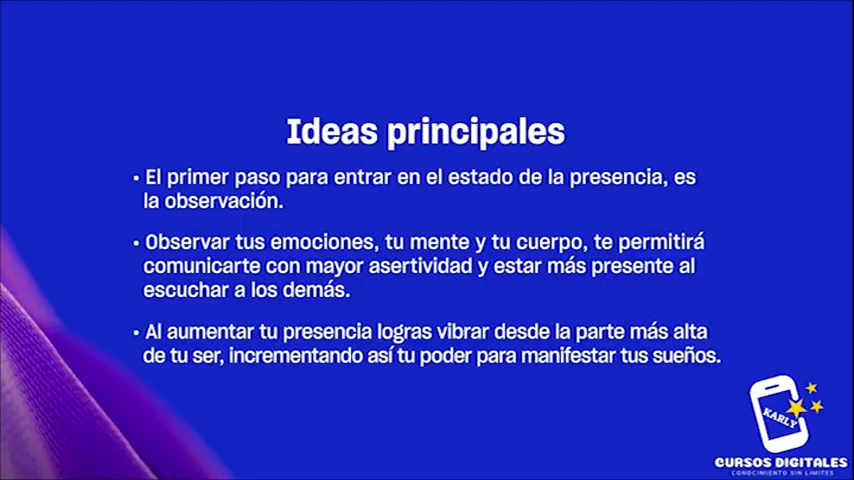 Ideas principales
• El primer paso para entrar en el estado de la presencia, es
la observación.
• Observar tus emociones, tu mente y tu cuerpo, te permitirá
comunicarte con mayor asertividad y estar más presente al
escuchar a los demás.
• Al aumentar tu presencia logras vibrar desde la parte más alta
de tu ser, incrementando así tu poder para manifestar tus sueños.
KARLY
CURSOS DIGITALES
CONOCIMIENTO SIN LIMITES